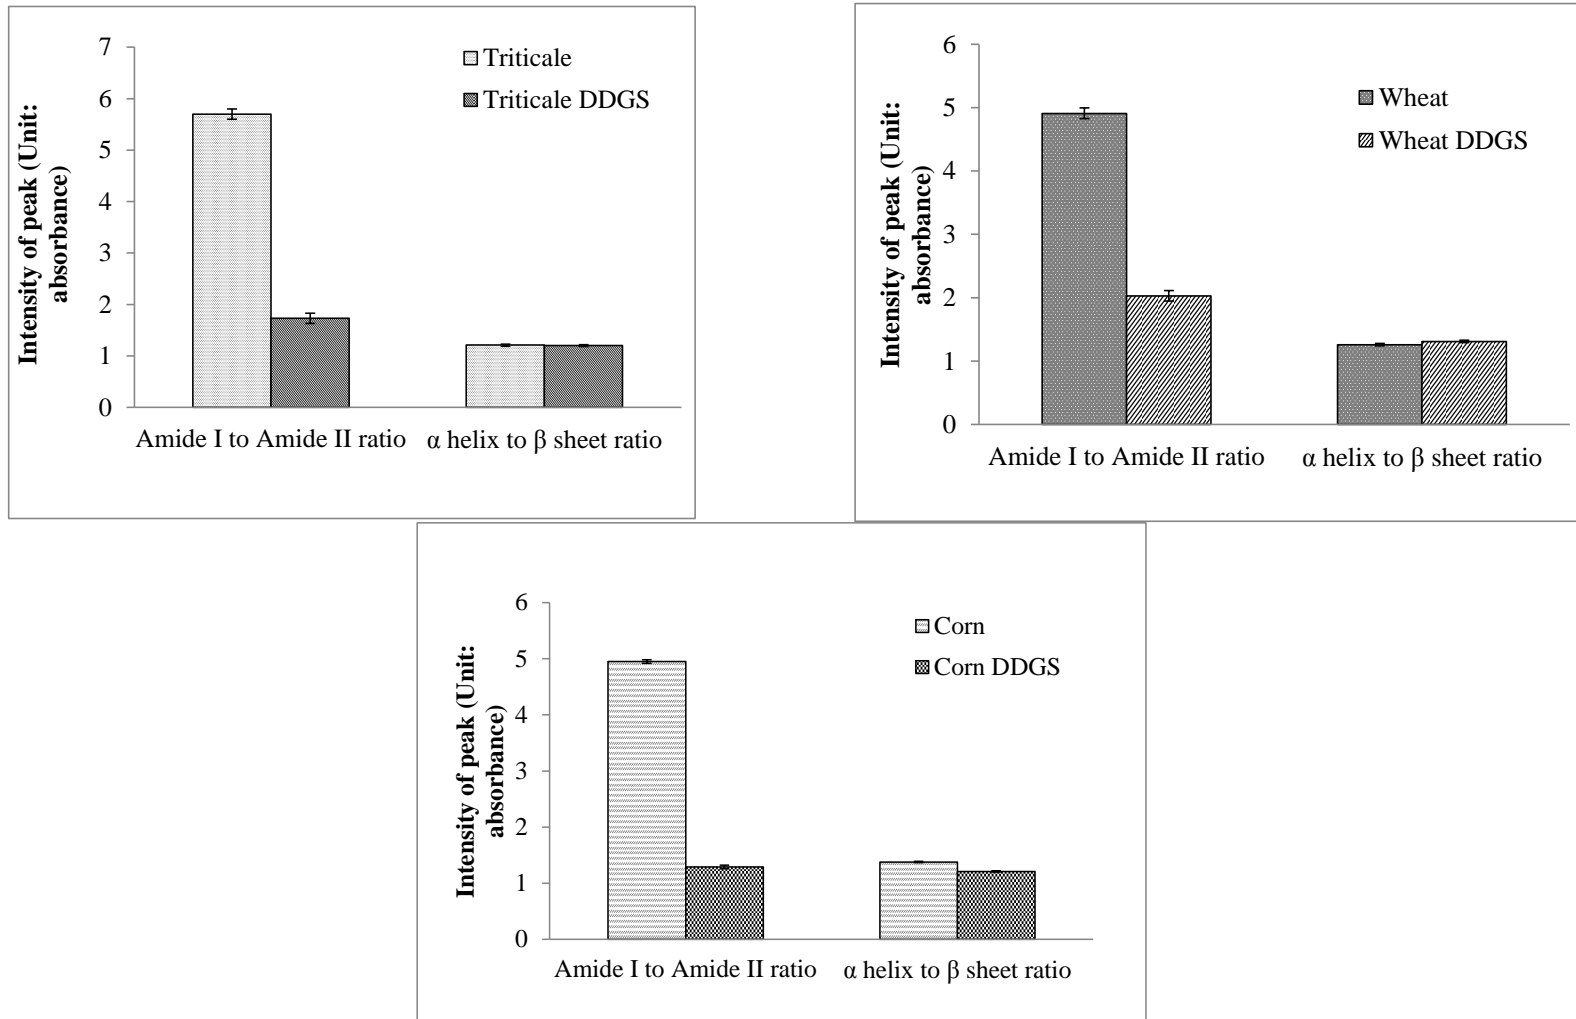 Intensity of peak (Unit:
absorbance)
7
6
5
4
3
2
1
0
Triticale
Triticale DDGS
Amide I to Amide II ratio
α helix to β sheet ratio
Intensity of peak (Unit:
absorbance)
6
5
4
3
2
1
0
Wheat
Wheat DDGS
Amide I to Amide II ratio
α helix to β sheet ratio
Intensity of peak (Unit:
absorbance)
6
5
4
3
2
1
0
Corn
Corn DDGS
Amide I to Amide II ratio
α helix to β sheet ratio